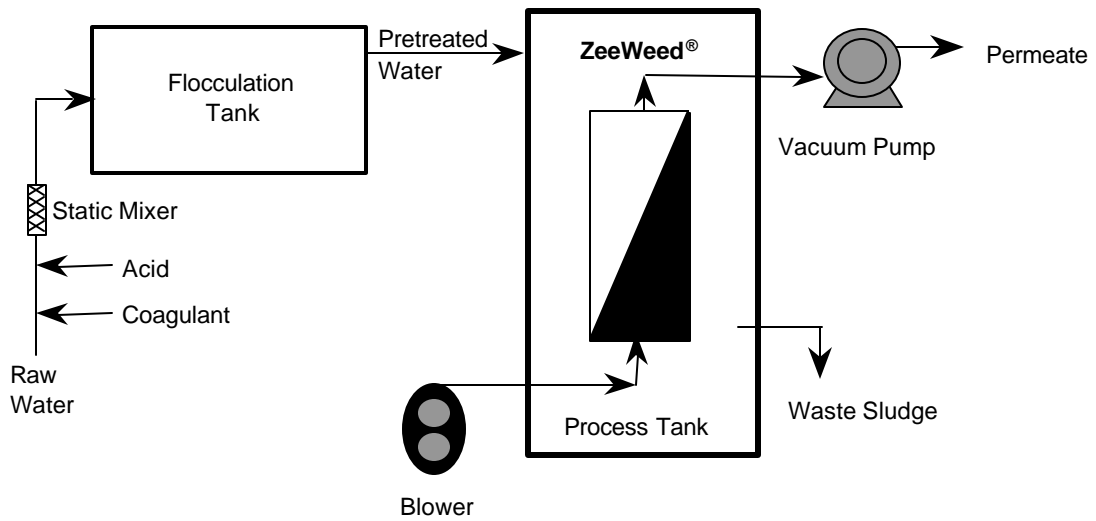 Flocculation
Tank
Pretreated
Water
ZeeWeed®
Permeate
Vacuum Pump
Static Mixer
Acid
Coagulant
Raw
Water
Process Tank
Waste Sludge
Blower